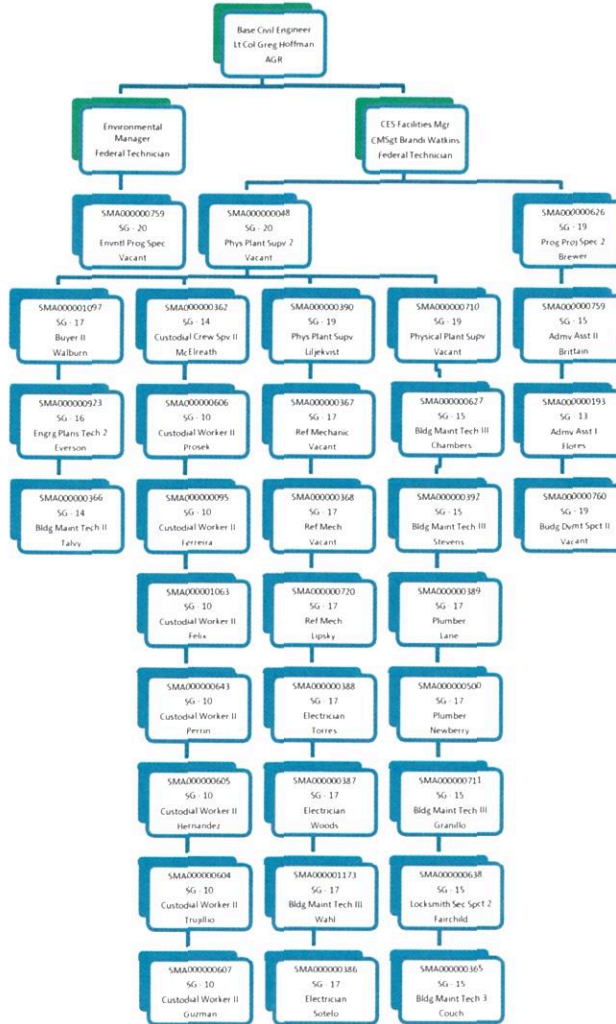 Base Civil Engineer
Lt Col Greg Hoffman
AGR
Environmental
Manager
Federal Technician
CES Facilities Mgr
CMSgt Brandi Watkins
Federal Technician
SMA000000759
SG - 20
Envntl Prog Spec
Vacant
SMA000000048
SG - 20
Phys Plant Supv 2
Vacant
SMA000000626
SG - 19
Prog Proj Spec 2
Brewer
SMA000001097
SG - 17
Buyer II
Walburn
SMA000000362
SG - 14
Custodial Crew Spv II
McElreath
SMA000000390
SG - 19
Phys Plant Supv
Liljekvist
SMA000000710
SG - 19
Physical Plant Supv
Vacant
SMA000000759
SG - 15
Admv Asst II
Brittain
SMA000000923
SG - 16
Engrg Plans Tech 2
Everson
SMA000000606
SG - 10
Custodial Worker II
Prosek
SMA000000367
SG - 17
Ref Mechanic
Vacant
SMA000000627
SG - 15
Bldg Maint Tech III
Chambers
SMA000000193
SG - 13
Admv Asst I
Flores
SMA000000366
SG - 14
Bldg Maint Tech II
Talvy
SMA000000095
SG - 10
Custodial Worker II
Ferreira
SMA000000368
SG - 17
Ref Mech
Vacant
SMA000000392
SG - 15
Bldg Maint Tech III
Stevens
SMA000000760
SG - 19
Budg Dvmt Spct II
Vacant
SMA000001063
SG - 10
Custodial Worker II
Felix
SMA000000720
SG - 17
Ref Mech
Lipsky
SMA000000389
SG - 17
Plumber
Lane
SMA000000643
SG - 10
Custodial Worker II
Perrin
SMA000000388
SG - 17
Electrician
Torres
SMA000000500
SG - 17
Plumber
Newberry
SMA000000605
SG - 10
Custodial Worker II
Hernandez
SMA000000387
SG - 17
Electrician
Woods
SMA000000711
SG - 15
Bldg Maint Tech III
Granillo
SMA000000604
SG - 10
Custodial Worker II
Trujillio
SMA000001173
SG - 17
Bldg Maint Tech III
Wahl
SMA000000638
SG - 15
Locksmith Sec Spct 2
Fairchild
SMA000000607
SG - 10
Custodial Worker II
Guzman
SMA000000386
SG - 17
Electrician
Sotelo
SMA000000365
SG - 15
Bldg Maint Tech 3
Couch